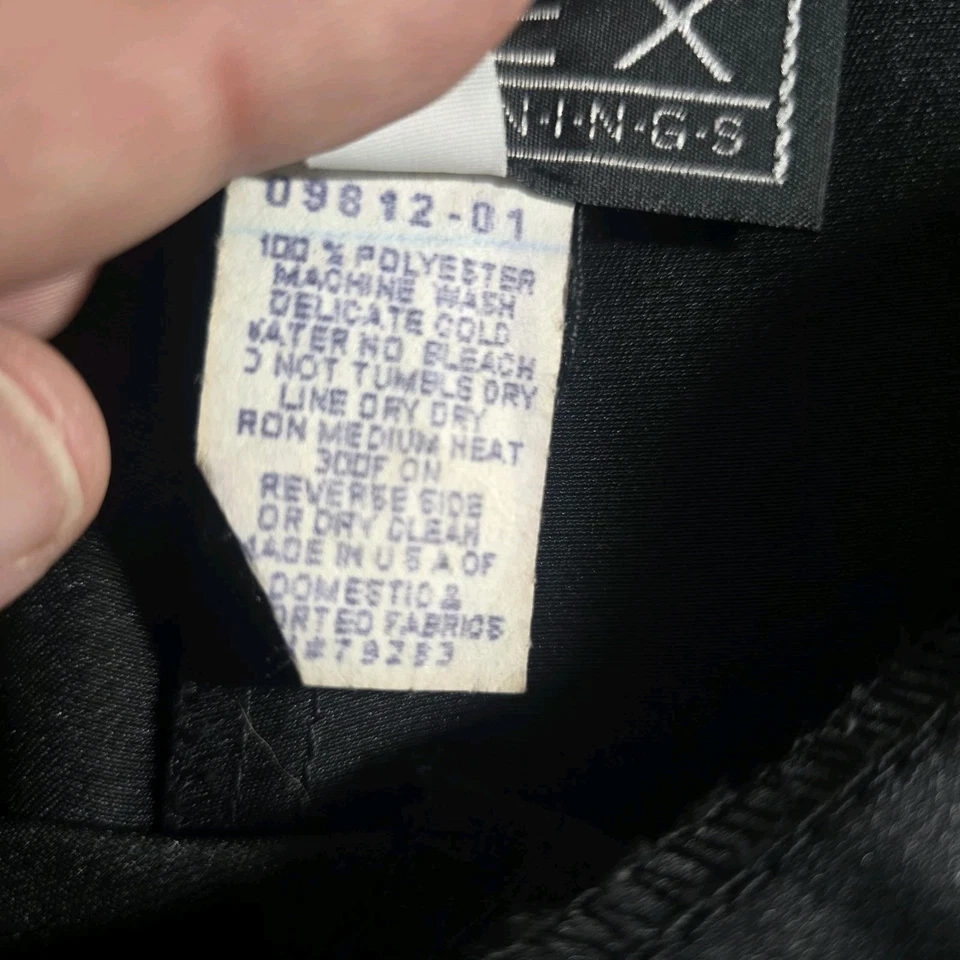 EX
N·I·N·G·S
09812-01
100 % POLYESTER
MACHINE WASH
DELICATE COLD
WATER NO BLEACH
O NOT TUMBLE DRY
LINE DRY DRY
RON MEDIUM HEAT
300F ON
REVERSE SIDE
OR DRY CLEAN
MADE IN U S A OF
DOMESTIC &
ORTED FABRICS